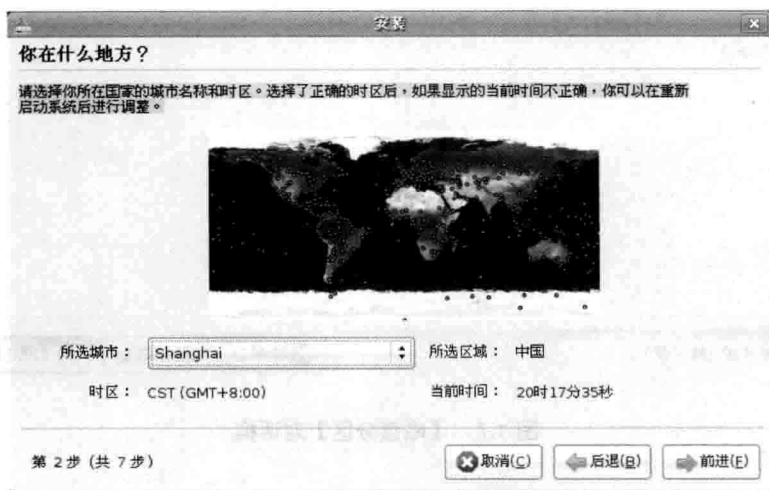 安装
你在什么地方？
请选择你所在国家的城市名称和时区。选择了正确的时区后，如果显示的当前时间不正确，你可以在重新
启动系统后进行调整。
所选城市： Shanghai 所选区域： 中国
时区： CST (GMT+8:00) 当前时间： 20时17分35秒
第 2 步 (共 7 步) 取消(C) 后退(B) 前进(F)